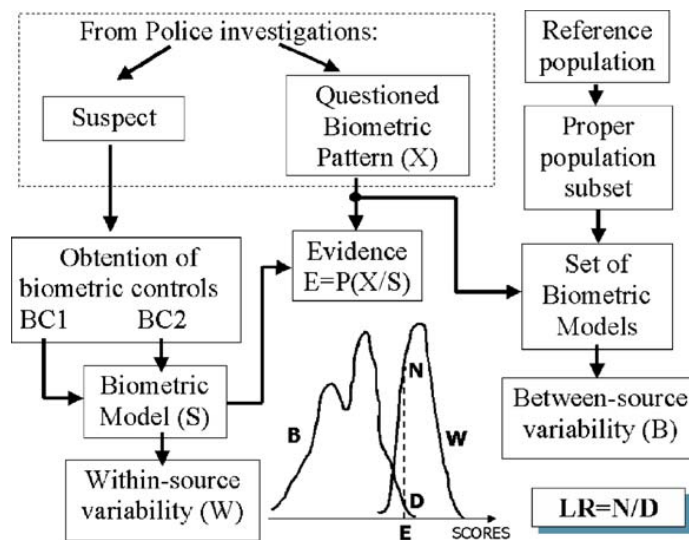 From Police investigations:
Suspect
Questioned
Biometric
Pattern (X)
Reference
population
Proper
population
subset
Obtention of
biometric controls
BC1 BC2
Evidence
E=P(X/S)
Set of
Biometric
Models
Biometric
Model (S)
Within-source
variability (W)
Between-source
variability (B)
B
N
W
D
E
SCORES
LR=N/D